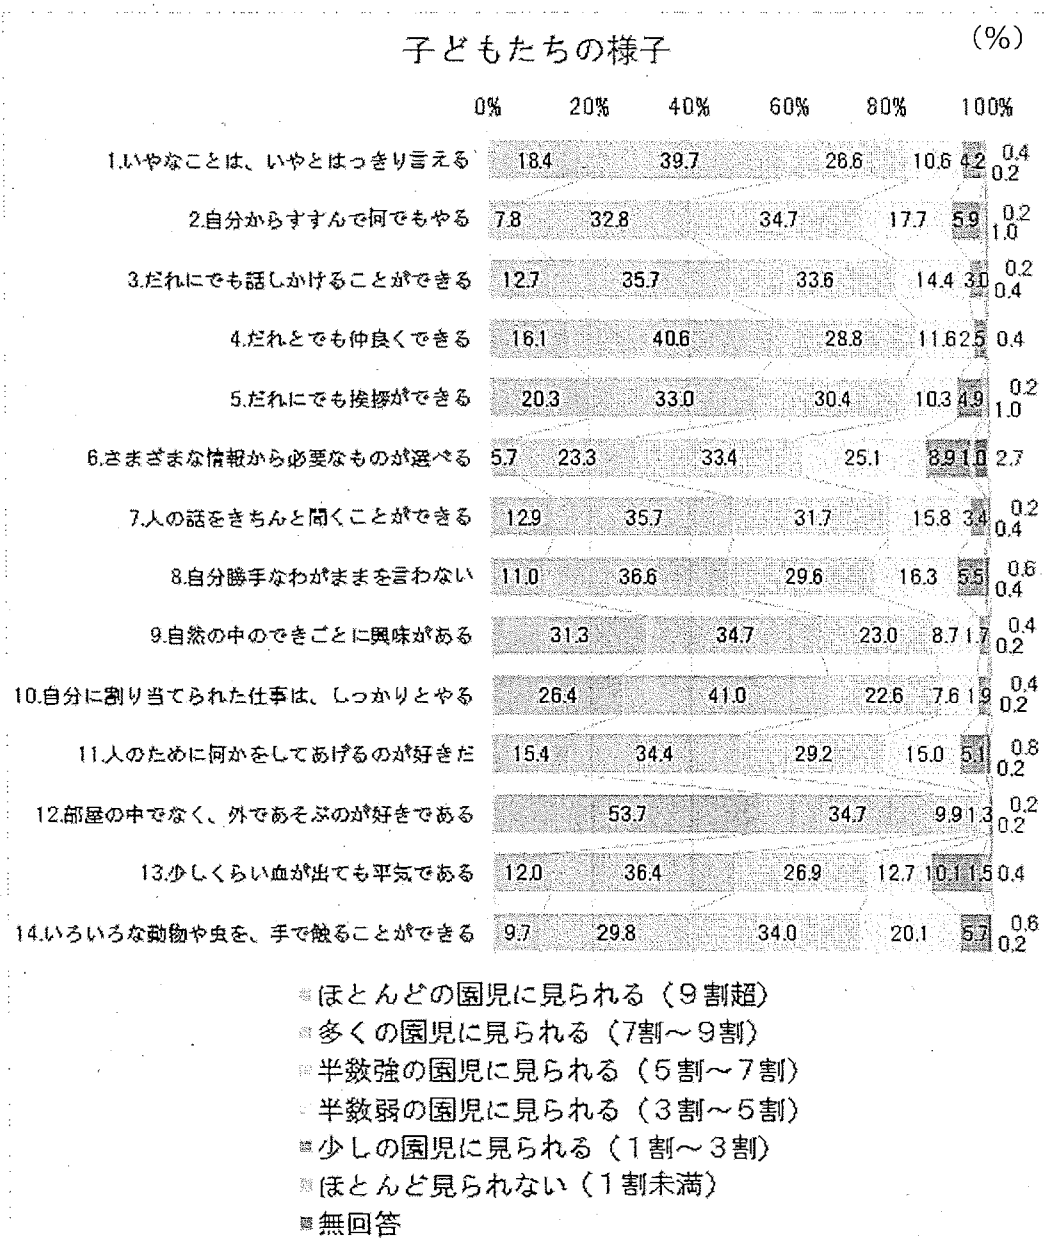 (%)
子どもたちの様子
0% 20% 40% 60% 80% 100%
1.いやなことは、いやとはっきり言える 18.4 39.7 26.6 10.6 4.2 0.4 0.2
2.自分からすすんで何でもやる 7.8 32.8 34.7 17.7 5.9 0.2 1.0
3.だれにでも話しかけることができる 12.7 35.7 33.6 14.4 3.0 0.2 0.4
4.だれとでも仲良くできる 16.1 40.6 28.8 11.6 2.5 0.4
5.だれにでも挨拶ができる 20.3 33.0 30.4 10.3 4.9 0.2 1.0
6.さまざまな情報から必要なものが選べる 5.7 23.3 33.4 25.1 8.9 1.0 2.7
7.人の話をきちんと聞くことができる 12.9 35.7 31.7 15.8 3.4 0.2 0.4
8.自分勝手なわがままを言わない 11.0 36.6 29.6 16.3 5.5 0.6 0.4
9.自然の中のできごとに興味がある 31.3 34.7 23.0 8.7 1.7 0.4 0.2
10.自分に割り当てられた仕事は、しっかりとやる 26.4 41.0 22.6 7.6 1.9 0.4 0.2
11.人のために何かをしてあげるのが好きだ 15.4 34.4 29.2 15.0 5.1 0.8 0.2
12.部屋の中でなく、外であそぶのが好きである 53.7 34.7 9.9 1.3 0.2 0.2
13.少しくらい血が出ても平気である 12.0 36.4 26.9 12.7 10.1 1.5 0.4
14.いろいろな動物や虫を、手で触ることができる 9.7 29.8 34.0 20.1 5.7 0.6 0.2
ほとんどの園児に見られる（９割超）
多くの園児に見られる（7割～９割）
半数強の園児に見られる（５割～７割）
半数弱の園児に見られる（３割～５割）
少しの園児に見られる（１割～３割）
ほとんど見られない（１割未満）
無回答